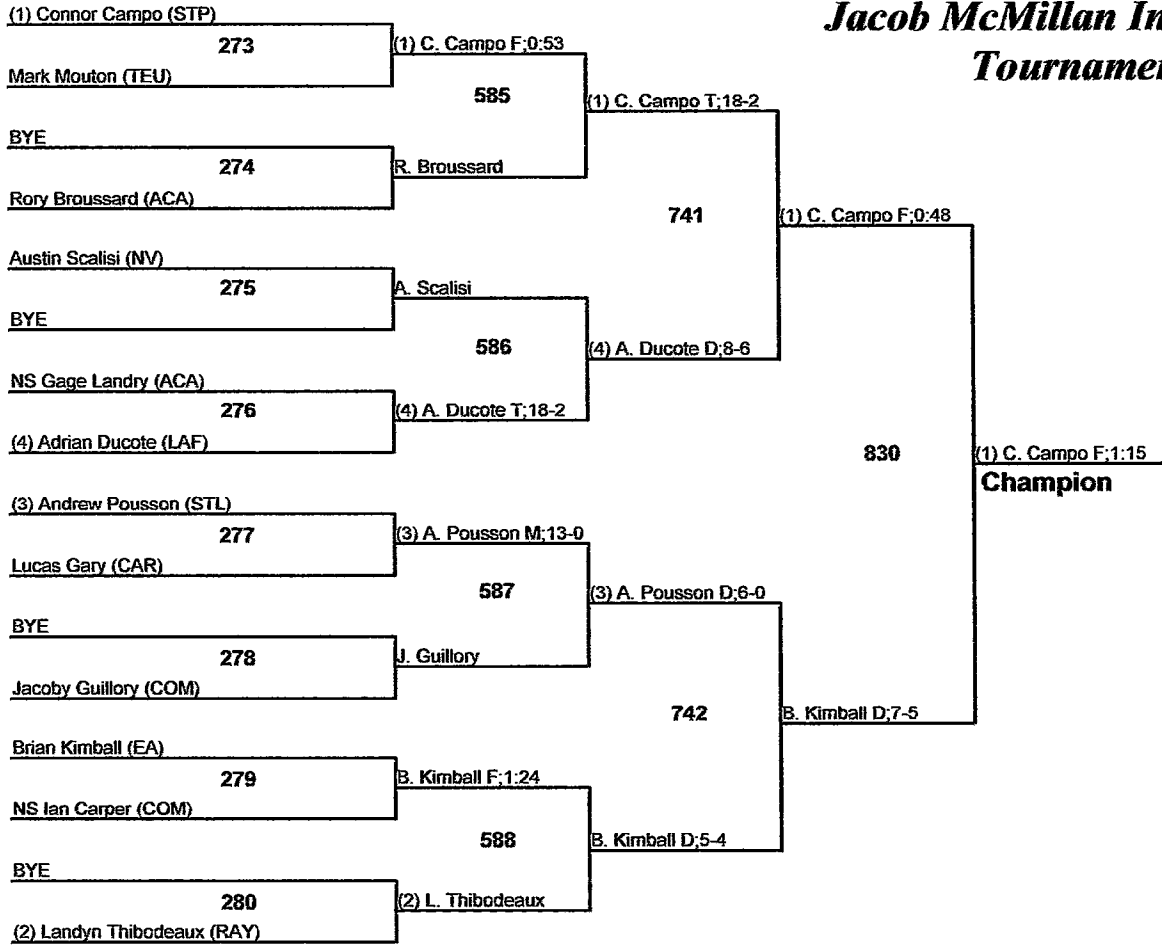 Jacob McMillan In
Tourname
(1) Connor Campo (STP)
273
Mark Mouton (TEU)
BYE
274
Rory Broussard (ACA)
Austin Scalisi (NV)
275
BYE
NS Gage Landry (ACA)
276
(4) Adrian Ducote (LAF)
(3) Andrew Pousson (STL)
277
Lucas Gary (CAR)
BYE
278
Jacoby Guillory (COM)
Brian Kimball (EA)
279
NS Ian Carper (COM)
BYE
280
(2) Landyn Thibodeaux (RAY)
(1) C. Campo F;0:53
585
R. Broussard
A. Scalisi
586
(4) A. Ducote T;18-2
(3) A. Pousson M;13-0
587
J. Guillory
B. Kimball F;1:24
588
(2) L. Thibodeaux
(1) C. Campo T;18-2
741
(4) A. Ducote D;8-6
(3) A. Pousson D;6-0
742
B. Kimball D;5-4
(1) C. Campo F;0:48
830
B. Kimball D;7-5
(1) C. Campo F;1:15
Champion